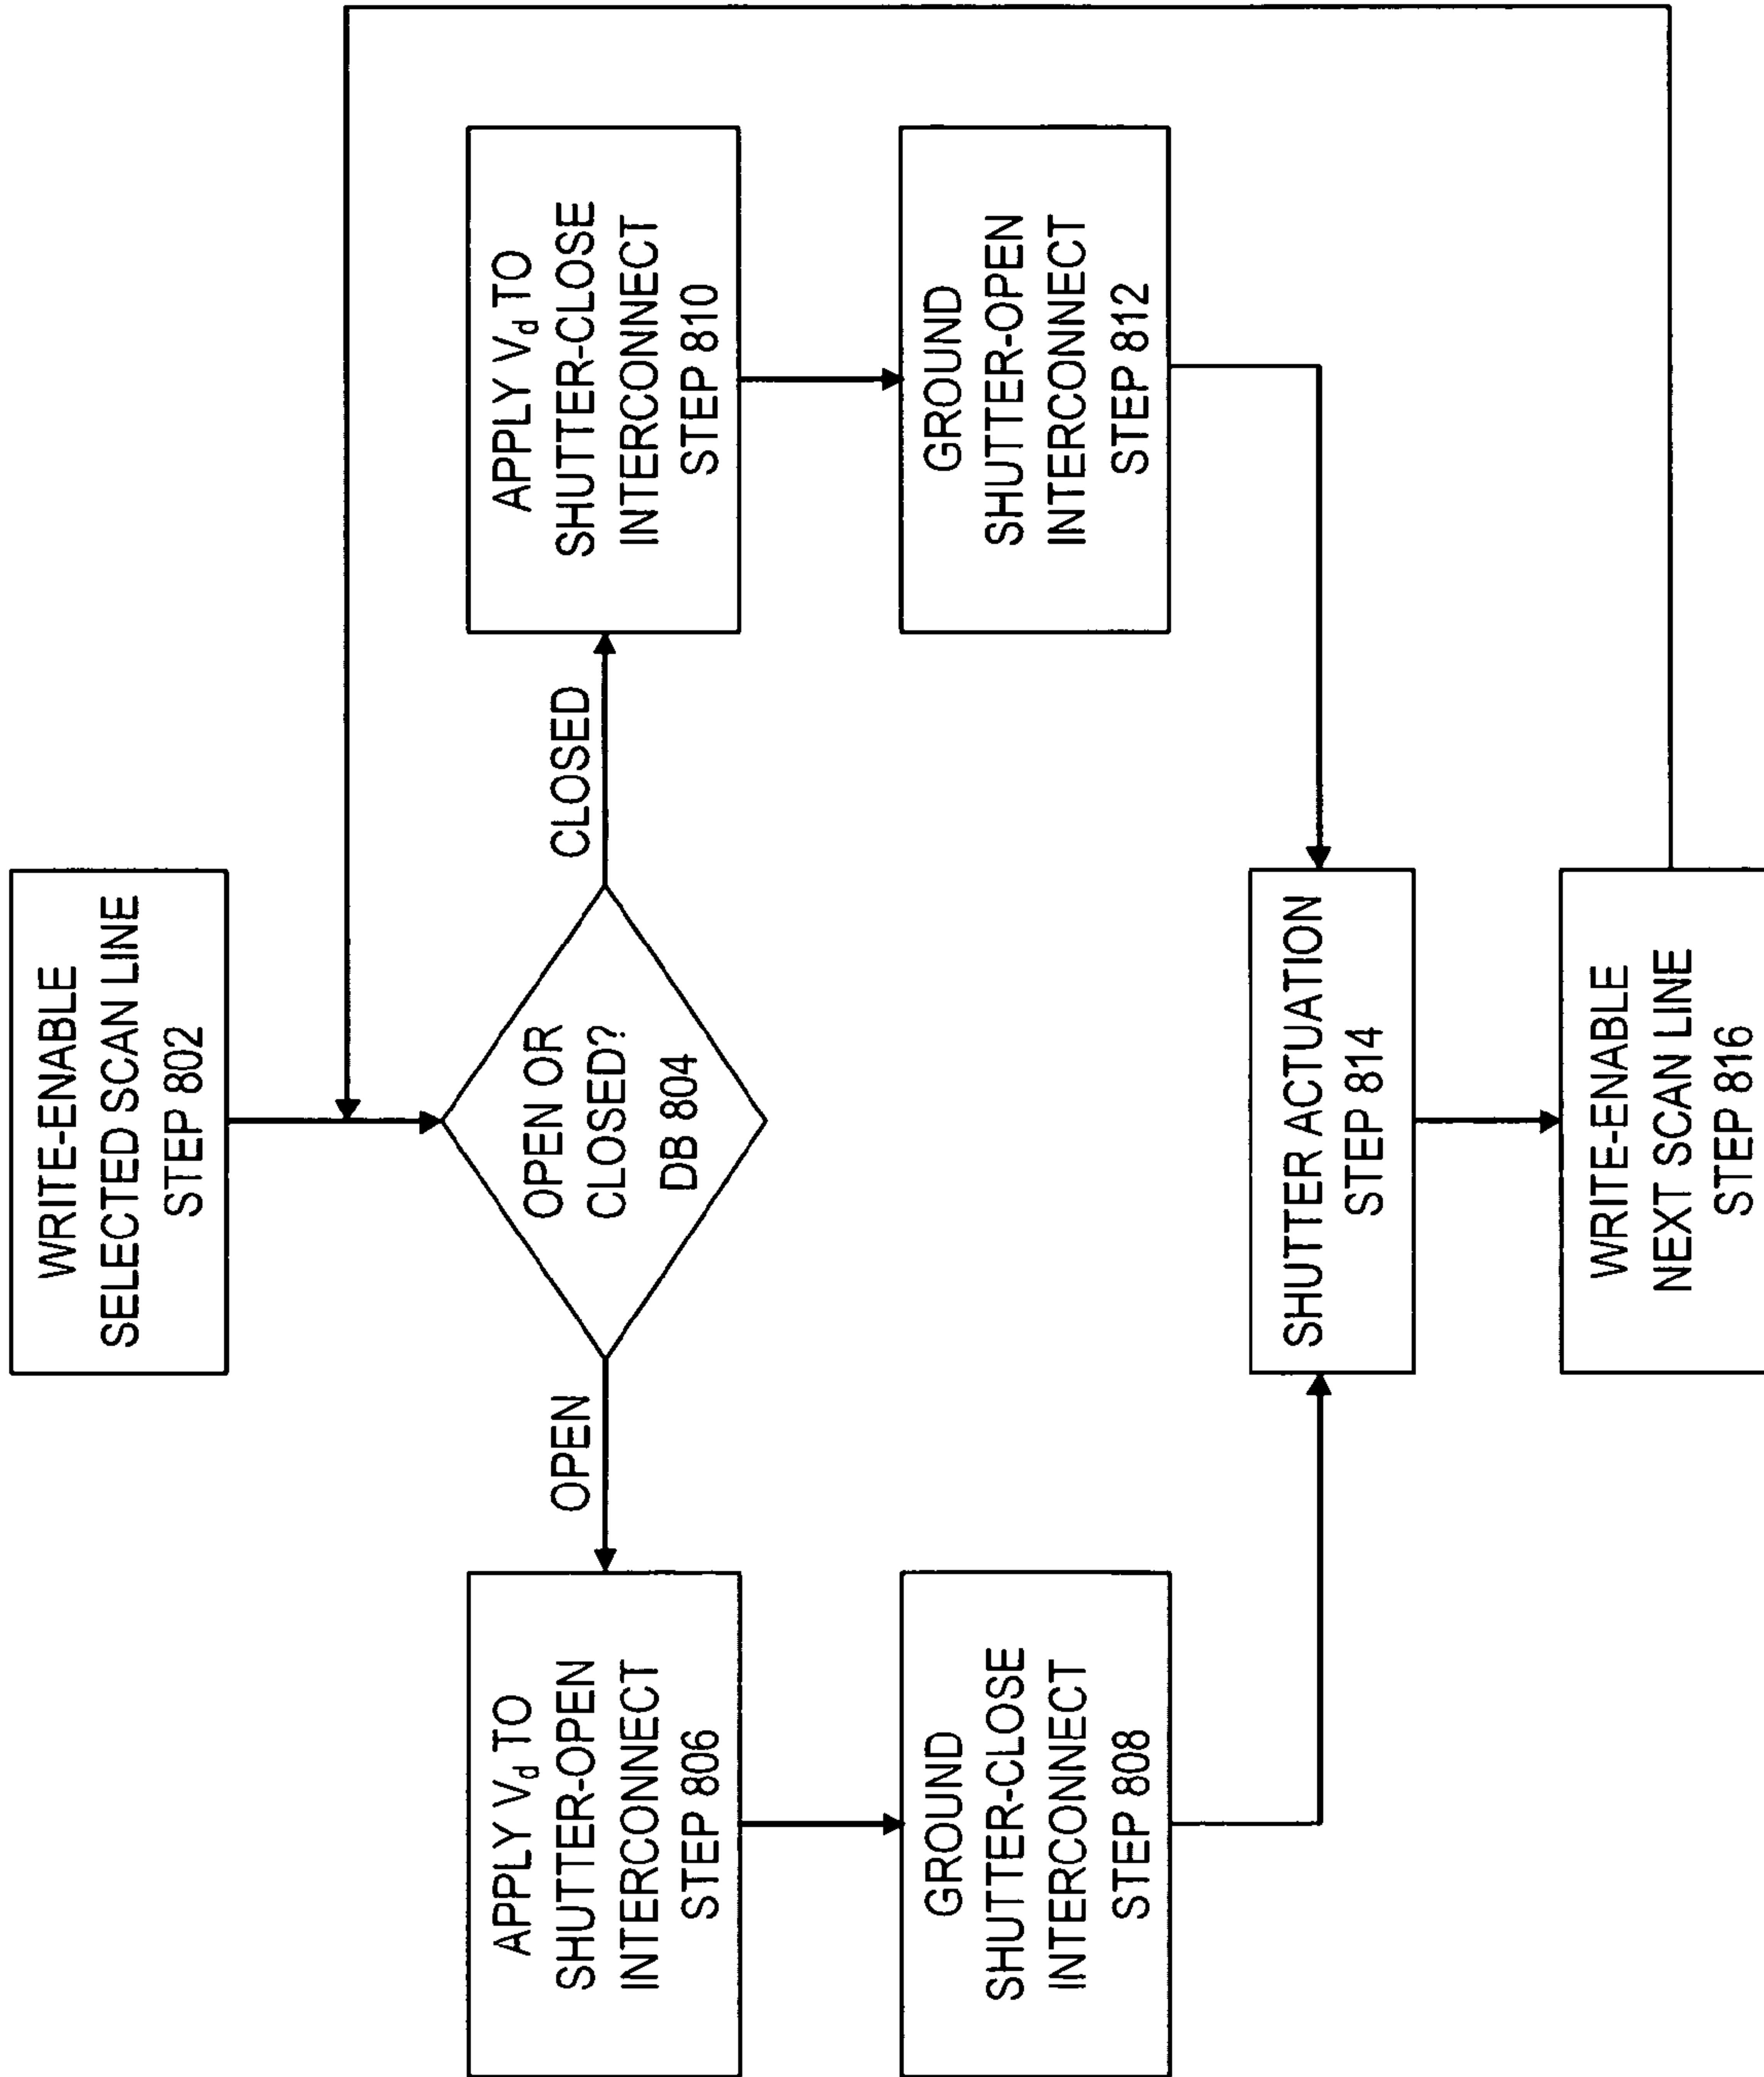 WRITE-ENABLE
SELECTED SCAN LINE
STEP 802
OPEN OR
CLOSED?
DB 804
OPEN
CLOSED
APPLY Vd TO
SHUTTER-OPEN
INTERCONNECT
STEP 806
APPLY Vd TO
SHUTTER-CLOSE
INTERCONNECT
STEP 810
GROUND
SHUTTER-CLOSE
INTERCONNECT
STEP 808
GROUND
SHUTTER-OPEN
INTERCONNECT
STEP 812
SHUTTER ACTUATION
STEP 814
WRITE-ENABLE
NEXT SCAN LINE
STEP 816